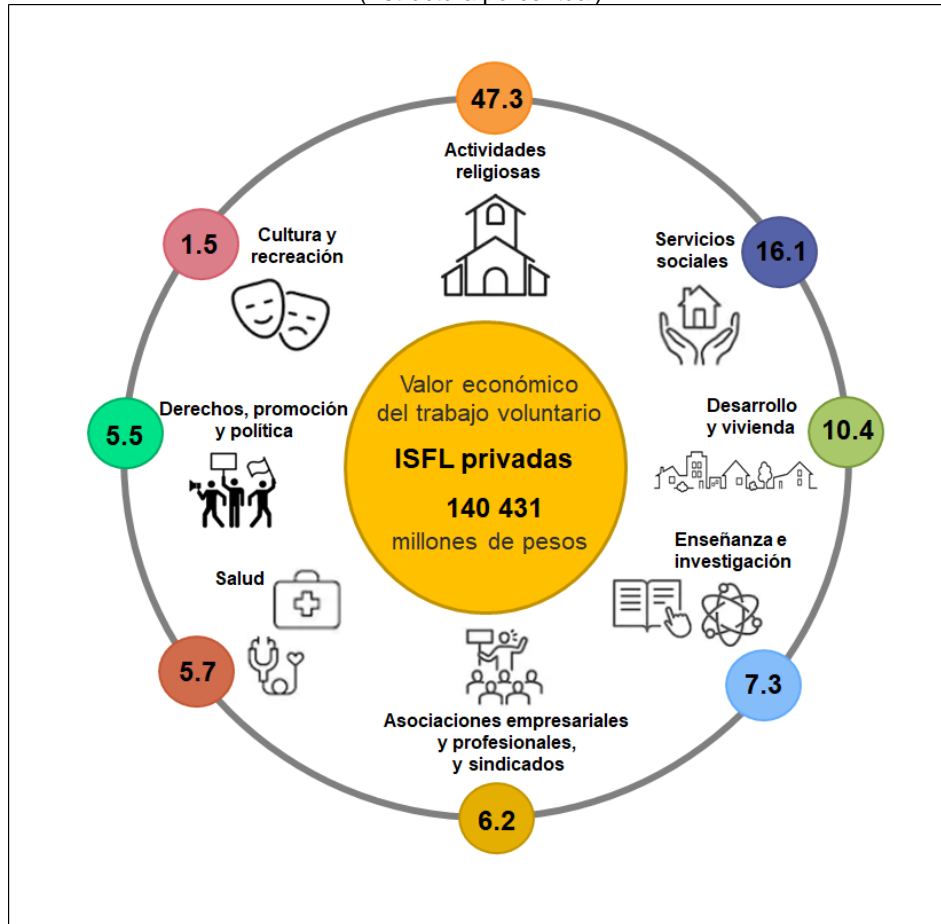 47.3
Actividades
religiosas
16.1
Servicios
sociales
10.4
Desarrollo
y vivienda
7.3
Enseñanza e
investigación
6.2
Asociaciones empresariales
y profesionales,
y sindicados
5.7
Salud
5.5
Derechos, promoción
y política
1.5
Cultura y
recreación
Valor económico
del trabajo voluntario
ISFL privadas
140 431
millones de pesos